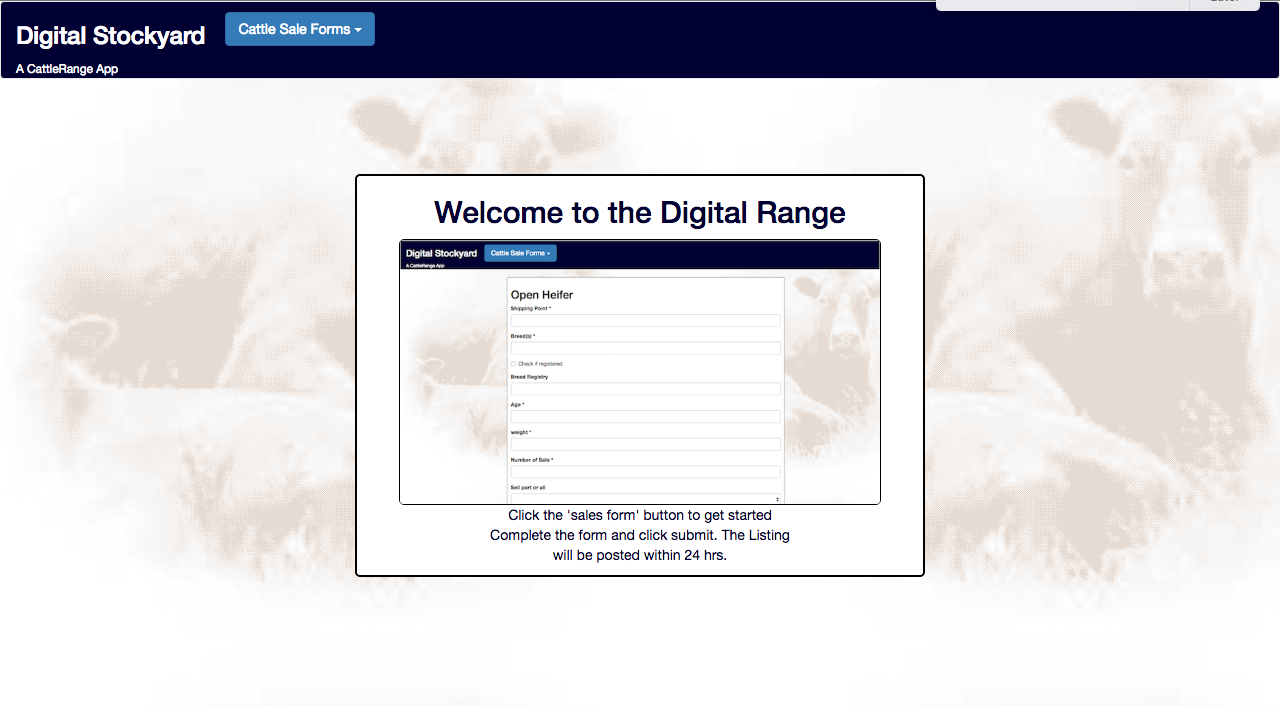 Digital Stockyard
Cattle Sale Forms
A CattleRange App
Welcome to the Digital Range
Digital Stockyard
Cattle Sale Forms
A CattleRange App
Open Heifer
Shipping Point *
Breed(s) *
Check if registered
Breed Registry
Age *
weight *
Number of Sale *
Sell part or all
Click the 'sales form' button to get started
Complete the form and click submit. The Listing
will be posted within 24 hrs.